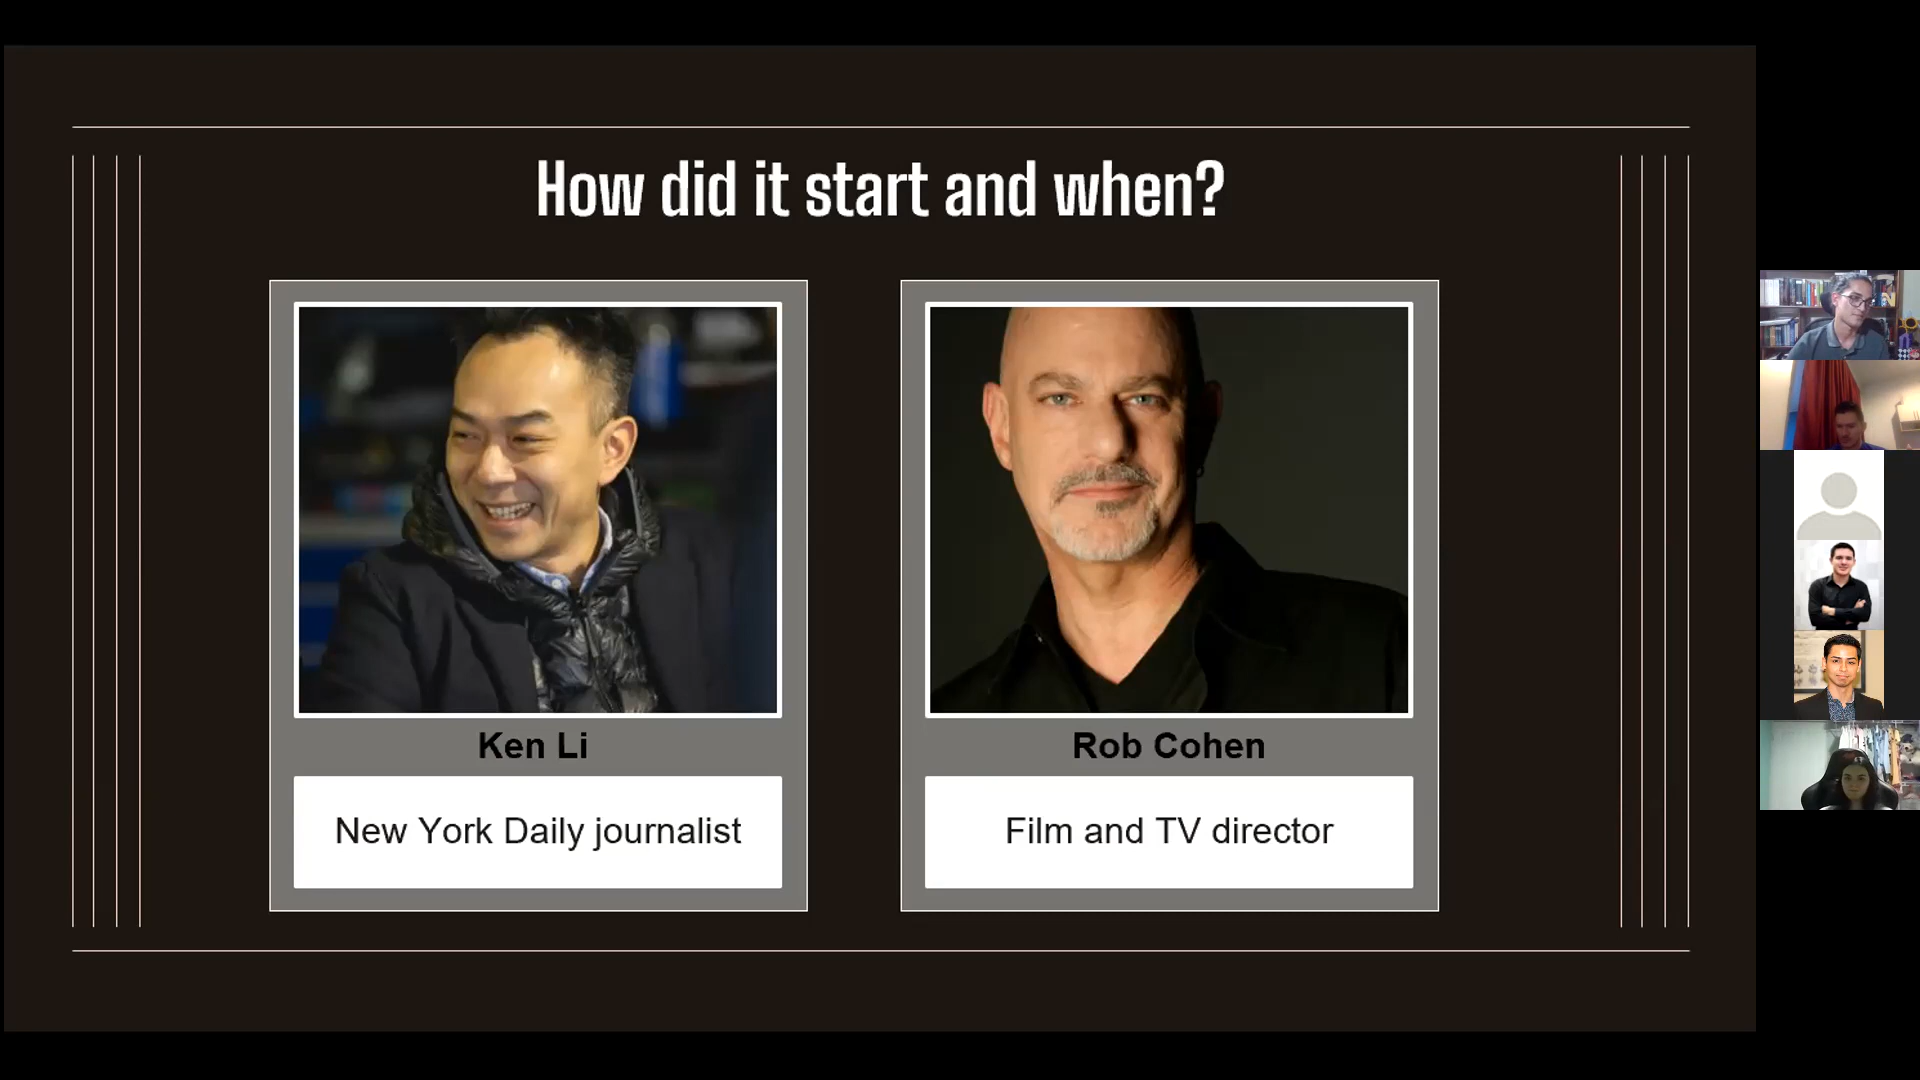 How did it start and when?
Ken Li
Rob Cohen
New York Daily journalist
Film and TV director